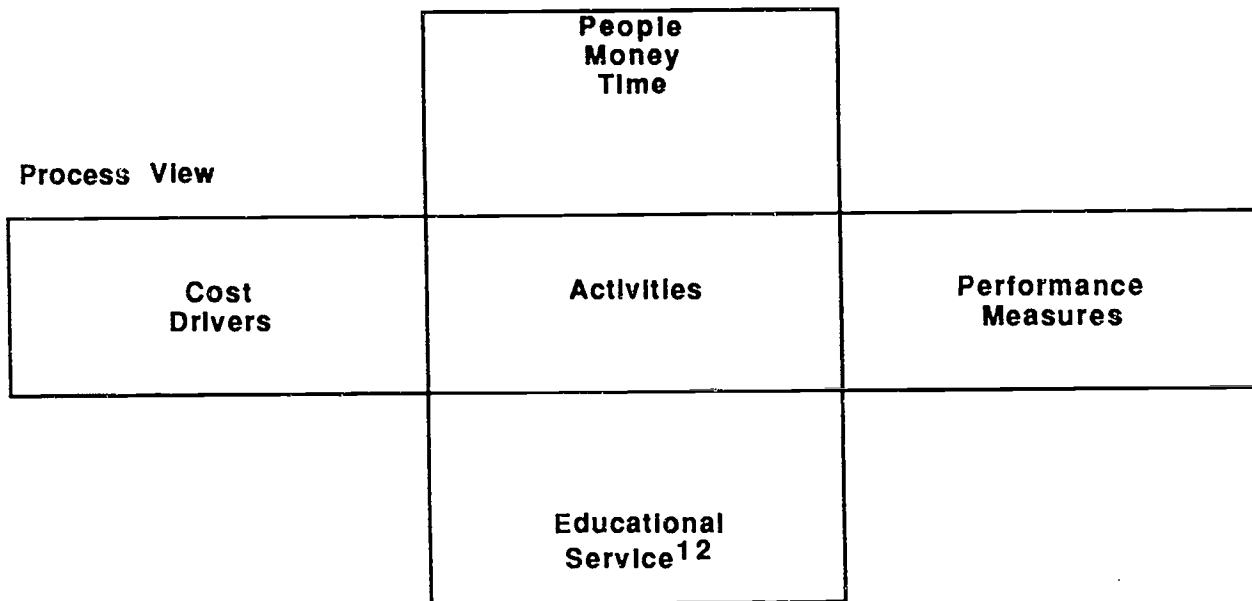 People
Money
Time
Process View
Cost
Drivers
Activities
Performance
Measures
Educational
Service12